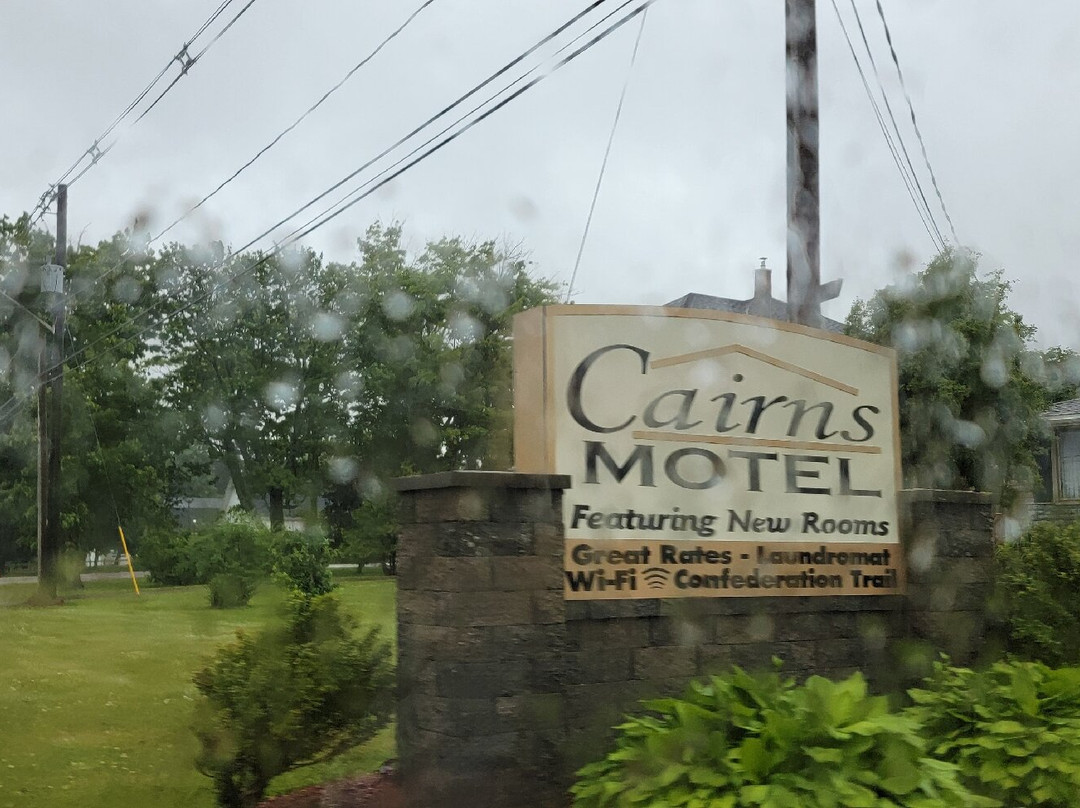 Cairns
MOTEL
Featuring New Rooms
Great Rates - Laundromat
Wi-Fi Confederation Trail